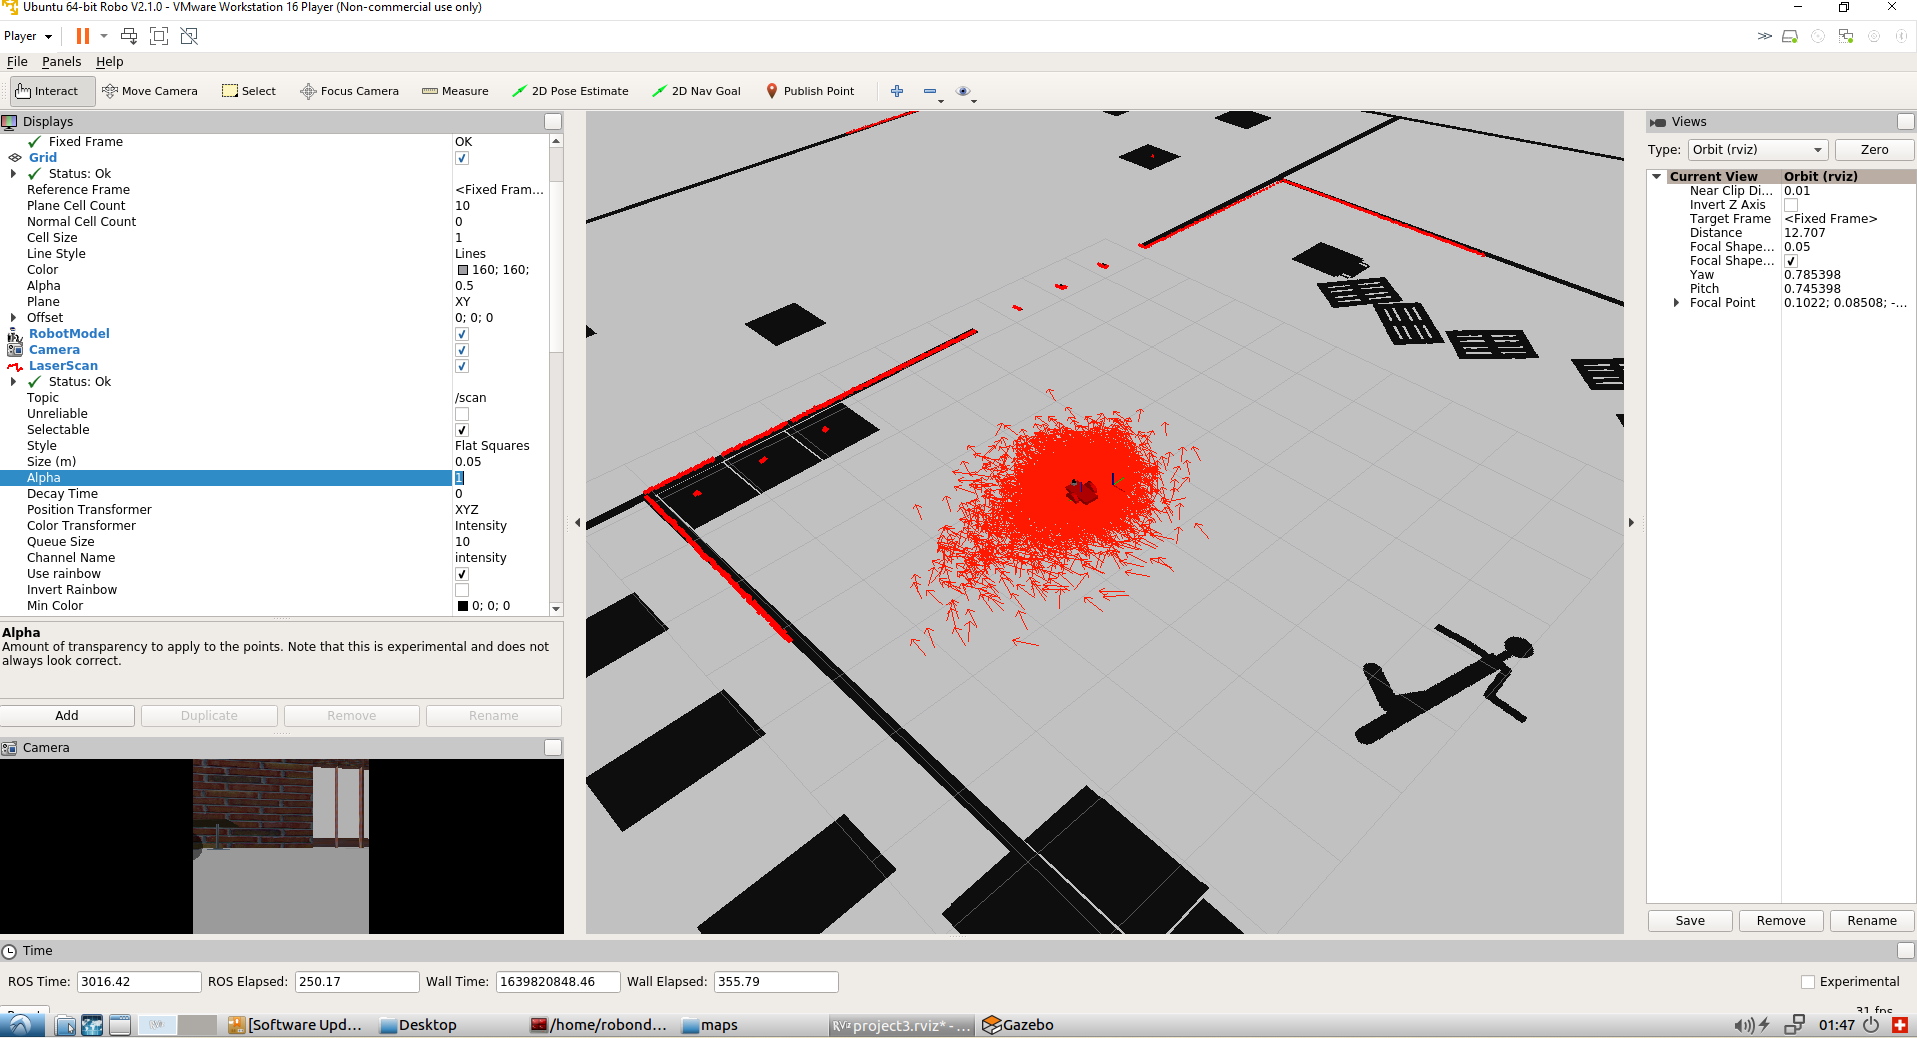 Ubuntu 64-bit Robo V2.1.0 - VMware Workstation 16 Player (Non-commercial use only)
Player
File Panels Help
Interact Move Camera Select Focus Camera Measure 2D Pose Estimate 2D Nav Goal Publish Point
Displays
Fixed Frame OK
Grid
Status: Ok
Reference Frame <Fixed Fram...
Plane Cell Count 10
Normal Cell Count 0
Cell Size 1
Line Style Lines
Color 160; 160;
Alpha 0.5
Plane XY
Offset 0; 0; 0
RobotModel
Camera
LaserScan
Status: Ok
Topic /scan
Unreliable
Selectable
Style Flat Squares
Size (m) 0.05
Alpha 1
Decay Time 0
Position Transformer XYZ
Color Transformer Intensity
Queue Size 10
Channel Name intensity
Use rainbow
Invert Rainbow
Min Color 0; 0; 0
Alpha
Amount of transparency to apply to the points. Note that this is experimental and does not
always look correct.
Add Duplicate Remove Rename
Camera
Views
Type: Orbit (rviz) Zero
Current View Orbit (rviz)
Near Clip Di... 0.01
Invert Z Axis
Target Frame <Fixed Frame>
Distance 12.707
Focal Shape... 0.05
Focal Shape...
Yaw 0.785398
Pitch 0.745398
Focal Point 0.1022; 0.08508; -...
Save Remove Rename
Time
ROS Time: 3016.42 ROS Elapsed: 250.17 Wall Time: 1639820848.46 Wall Elapsed: 355.79 Experimental
31 fps
[Software Upd... Desktop /home/robond... maps RViz project3.rviz* - ... Gazebo 01:47